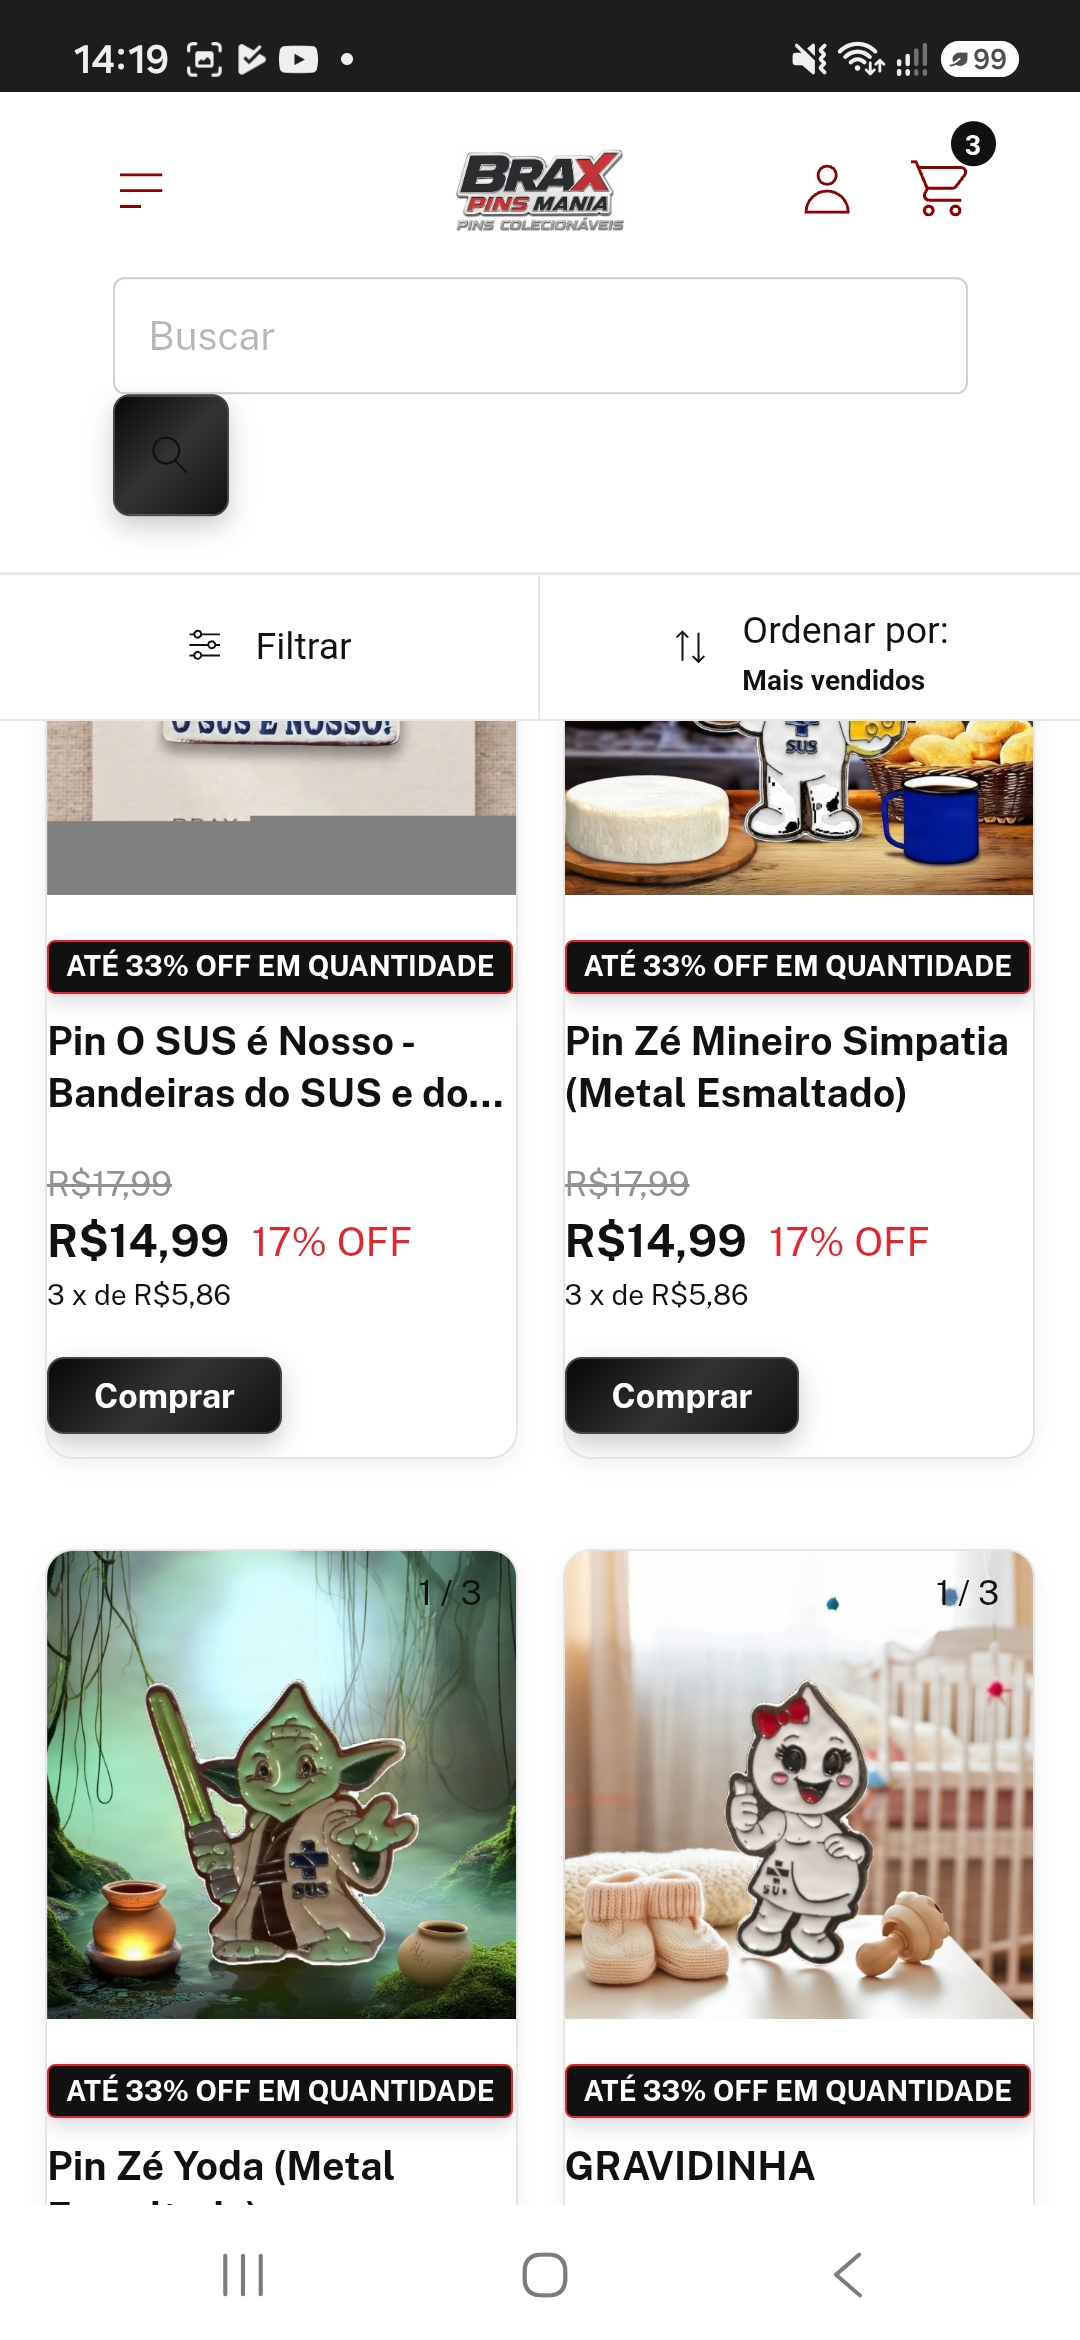 14:19
99
3
BRAX
PINS MANIA
PINS COLECIONÁVEIS
Buscar
Filtrar
Ordenar por:
Mais vendidos
O SUS É NOSSO!
SUS
ATÉ 33% OFF EM QUANTIDADE
ATÉ 33% OFF EM QUANTIDADE
Pin O SUS é Nosso -
Bandeiras do SUS e do...
Pin Zé Mineiro Simpatia
(Metal Esmaltado)
R$17,99
R$14,99 17% OFF
3 x de R$5,86
R$17,99
R$14,99 17% OFF
3 x de R$5,86
Comprar
Comprar
1 / 3
SUS
1 / 3
ATÉ 33% OFF EM QUANTIDADE
ATÉ 33% OFF EM QUANTIDADE
Pin Zé Yoda (Metal
GRAVIDINHA